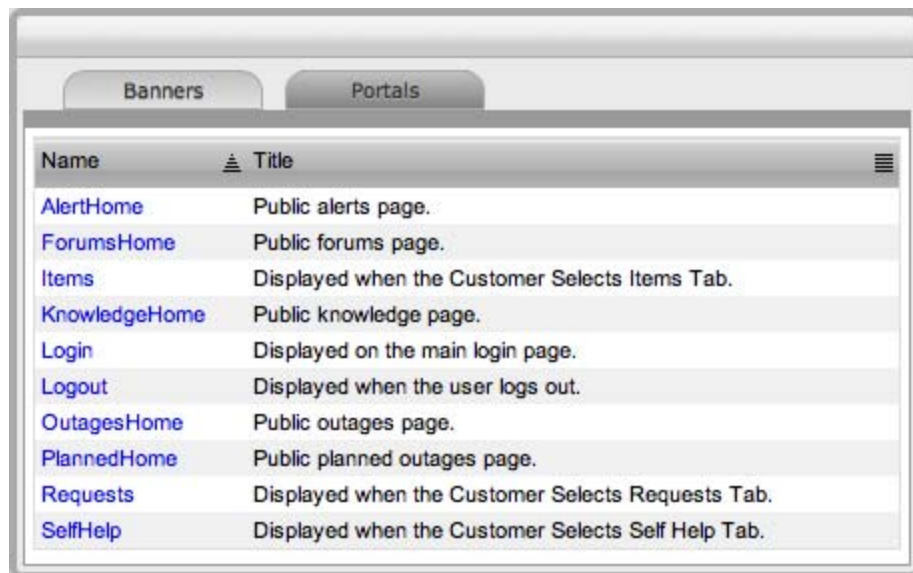 Banners Portals
Name Title
AlertHome Public alerts page.
ForumsHome Public forums page.
Items Displayed when the Customer Selects Items Tab.
KnowledgeHome Public knowledge page.
Login Displayed on the main login page.
Logout Displayed when the user logs out.
OutagesHome Public outages page.
PlannedHome Public planned outages page.
Requests Displayed when the Customer Selects Requests Tab.
SelfHelp Displayed when the Customer Selects Self Help Tab.